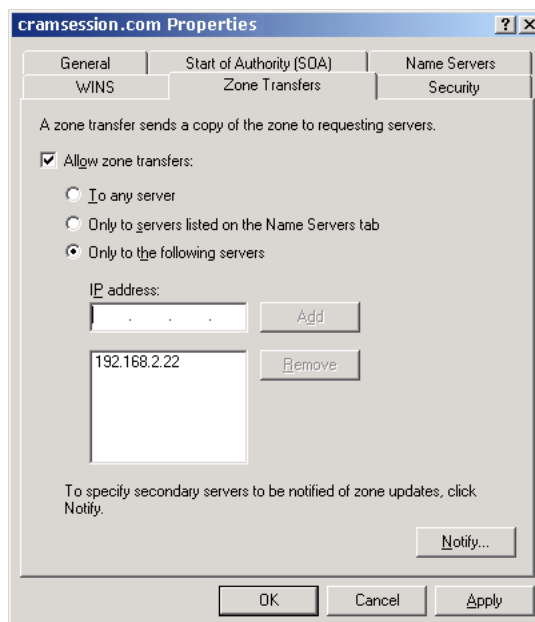 cramsession.com Properties
General Start of Authority (SOA) Name Servers
WINS Zone Transfers Security
A zone transfer sends a copy of the zone to requesting servers.
Allow zone transfers:
To any server
Only to servers listed on the Name Servers tab
Only to the following servers
IP address:
. . . Add
192.168.2.22 Remove
To specify secondary servers to be notified of zone updates, click
Notify.
Notify...
OK Cancel Apply